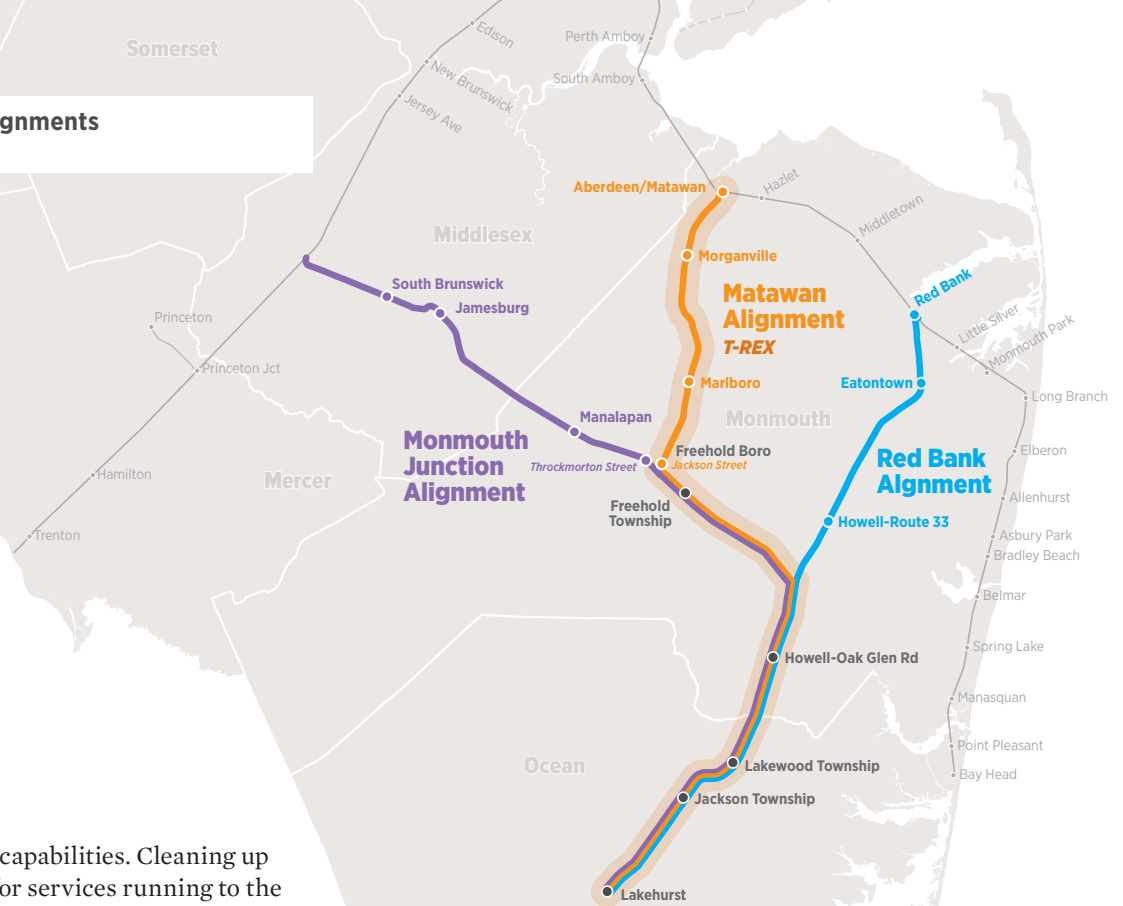 Edison
Perth Amboy
Somerset
New Brunswick
South Amboy
Jersey Ave
gnments
Aberdeen/Matawan
Hazlet
Middletown
Middlesex
Morganville
South Brunswick
Red Bank
Jamesburg
Matawan
Alignment
T-REX
Princeton
Little Silver
Monmouth Park
Princeton Jct
Marlboro
Eatontown
Long Branch
Manalapan
Monmouth
Monmouth
Junction
Alignment
Throckmorton Street
Freehold Boro
Jackson Street
Red Bank
Algnment
Elberon
Hamilton
Mercer
Allenhurst
Freehold
Township
Howell-Route 33
Trenton
Asbury Park
Bradley Beach
Belmar
Spring Lake
Howell-Oak Glen Rd
Manasquan
Point Pleasant
Ocean
Lakewood Township
Bay Head
Jackson Township
capabilities. Cleaning up
or services running to the
Lakehurst